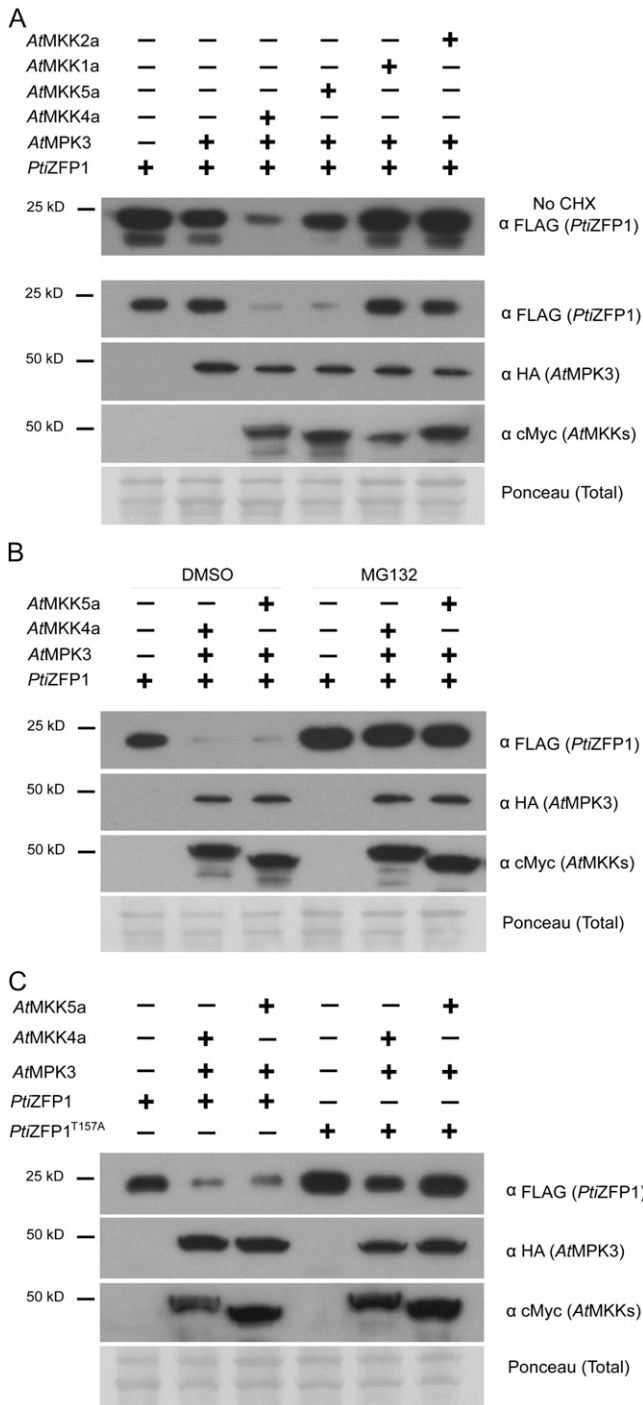 A
AtMKK2a – – – – – +
AtMKK1a – – – – + –
AtMKK5a – – – + – –
AtMKK4a – – + – – –
AtMPK3 – + + + + +
PtiZFP1 + + + + + +
25 kD
No CHX
α FLAG (PtiZFP1)
25 kD
α FLAG (PtiZFP1)
50 kD
α HA (AtMPK3)
50 kD
α cMyc (AtMKKs)
Ponceau (Total)
B
DMSO MG132
AtMKK5a – – + – – +
AtMKK4a – + – – + –
AtMPK3 – + + – + +
PtiZFP1 + + + + + +
25 kD
α FLAG (PtiZFP1)
50 kD
α HA (AtMPK3)
50 kD
α cMyc (AtMKKs)
Ponceau (Total)
C
AtMKK5a – – + – – +
AtMKK4a – + – – + –
AtMPK3 – + + – + +
PtiZFP1 + + + – – –
PtiZFP1T157A – – – + + +
25 kD
α FLAG (PtiZFP1)
50 kD
α HA (AtMPK3)
50 kD
α cMyc (AtMKKs)
Ponceau (Total)